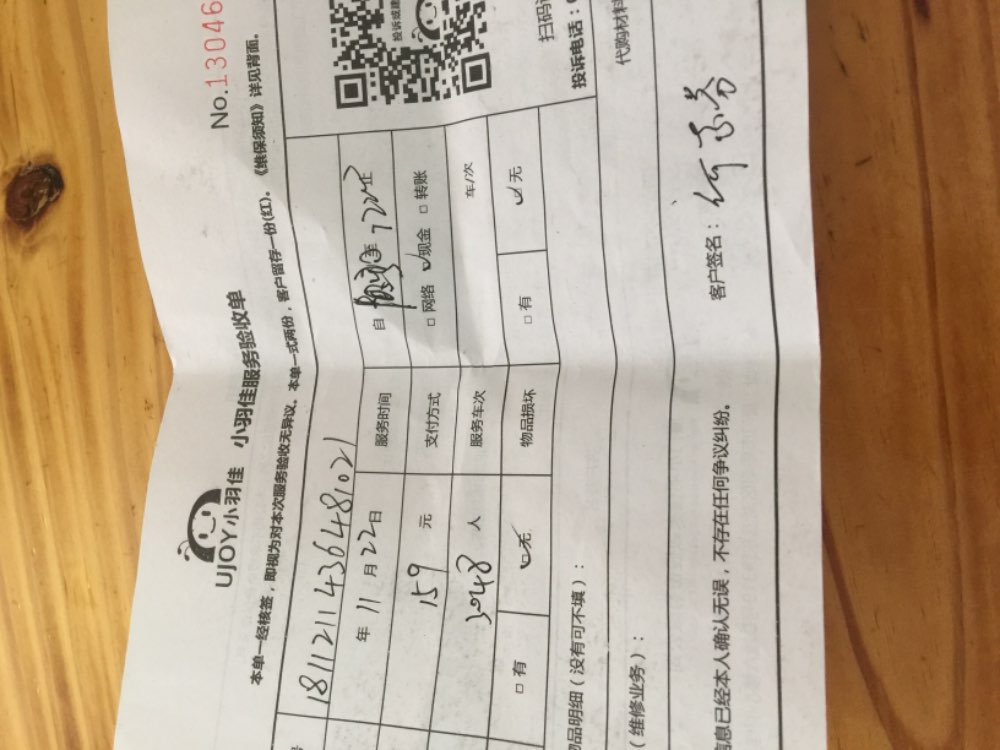 No.13046
UJOY小羽佳 小羽佳服务验收单
本单一经核签，即视为对本次服务验收无异议。本单一式两份，客户留存一份(红)。《维保须知》详见背面。
1811211436481021
年 11 月 22 日 服务时间 自
159 元 支付方式 □ 网络 ✓现金 □ 转账
人 服务车次 车/次
□ 有 ✓无 物品损坏 □ 有 ✓无
品明细（没有可不填）：
（维修业务）：
投诉电话：
代购材料
客户签名：
信息已经本人确认无误，不存在任何争议纠纷。